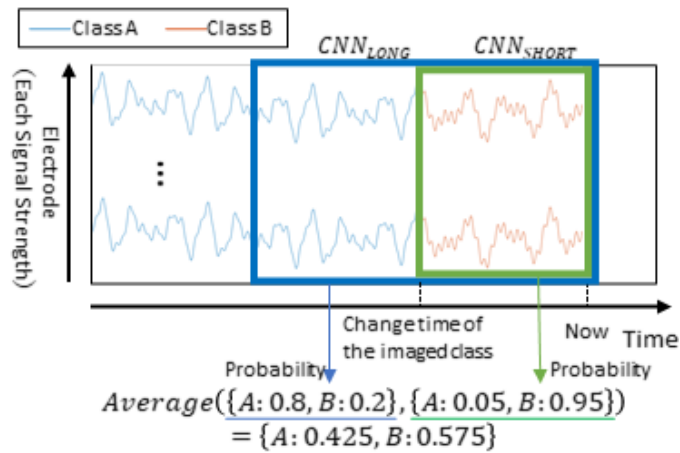 Class A Class B
CNN_LONG CNN_SHORT
Electrode
(Each Signal Strength)
...
Change time of
the imaged class
Now Time
Probability Probability
Average({A: 0.8, B: 0.2}, {A: 0.05, B: 0.95})
= {A: 0.425, B: 0.575}